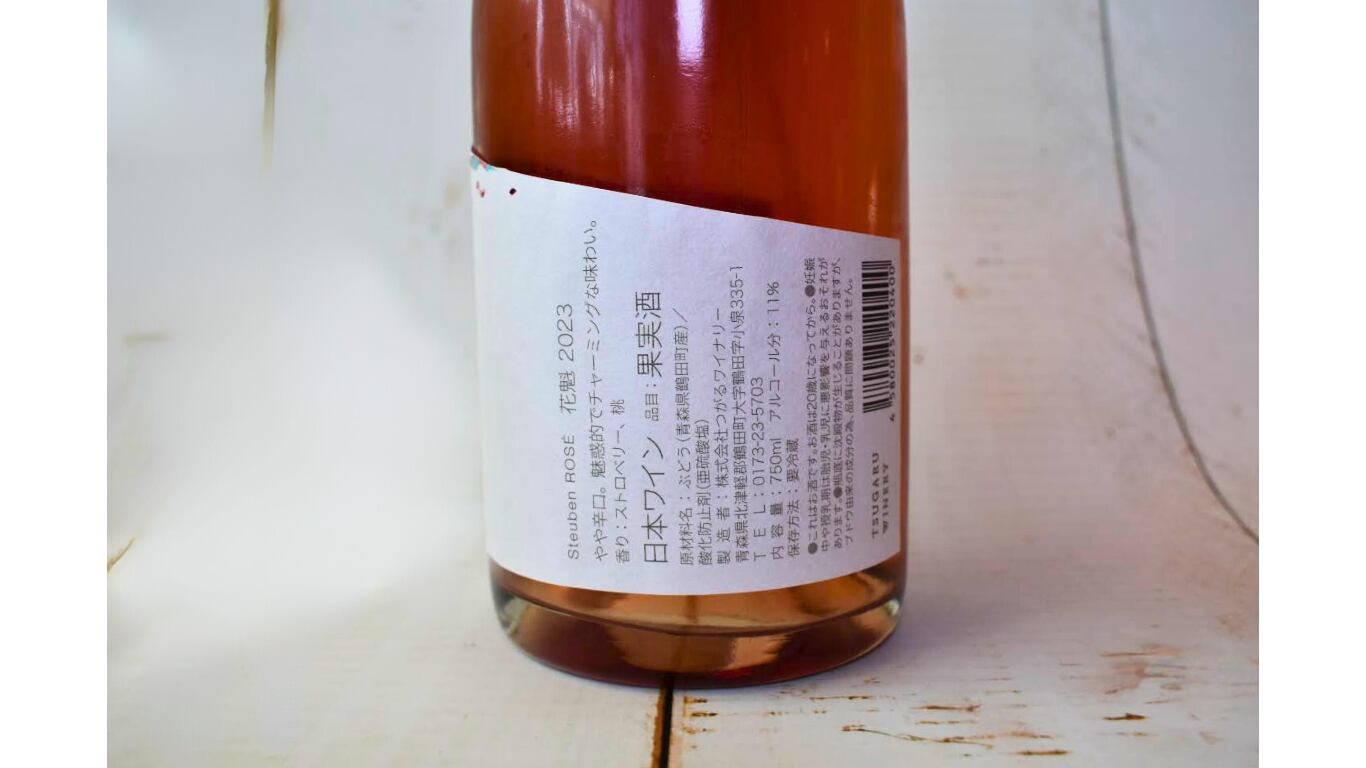 Steuben ROSÉ 花魁 2023
やや辛口。魅惑的でチャーミングな味わい。
香り：ストロベリー、桃
日本ワイン 品目：果実酒
原材料名：ぶどう（青森県鶴田町産）／
酸化防止剤（亜硫酸塩）
製造者：株式会社つがるワイナリー
青森県北津軽郡鶴田町大字鶴田字小泉335-1
TEL：0173-23-5703
内容量：750ml アルコール分：11%
保存方法：要冷蔵
●これはお酒です。お酒は20歳になってから。●妊娠
中や授乳期は胎児・乳児に悪影響を与えるおそれが
あります。●瓶底に沈殿物が生じることがありますが、
ブドウ由来の成分の為、品質に問題ありません。
TSUGARU
WINERY
4 580025 220400